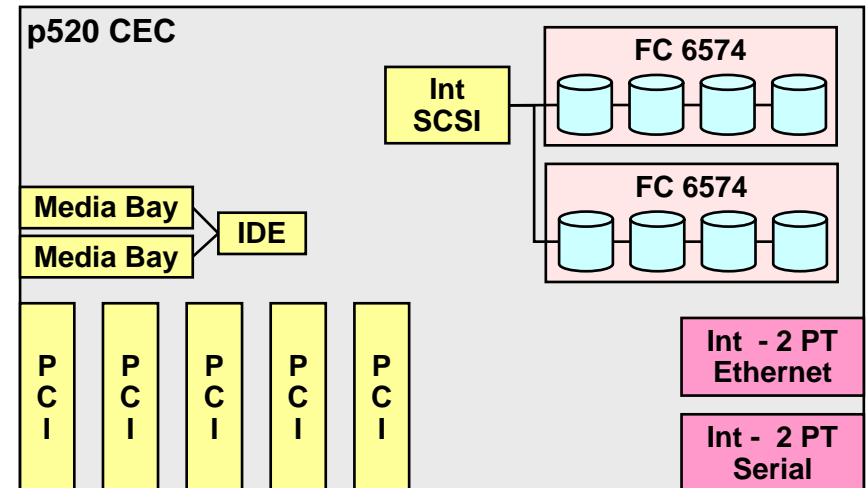 p520 CEC
FC 6574
Int
SCSI
FC 6574
Media Bay
IDE
Media Bay
Int - 2 PT
Ethernet
P
C
I
P
C
I
P
C
I
P
C
I
P
C
I
Int - 2 PT
Serial